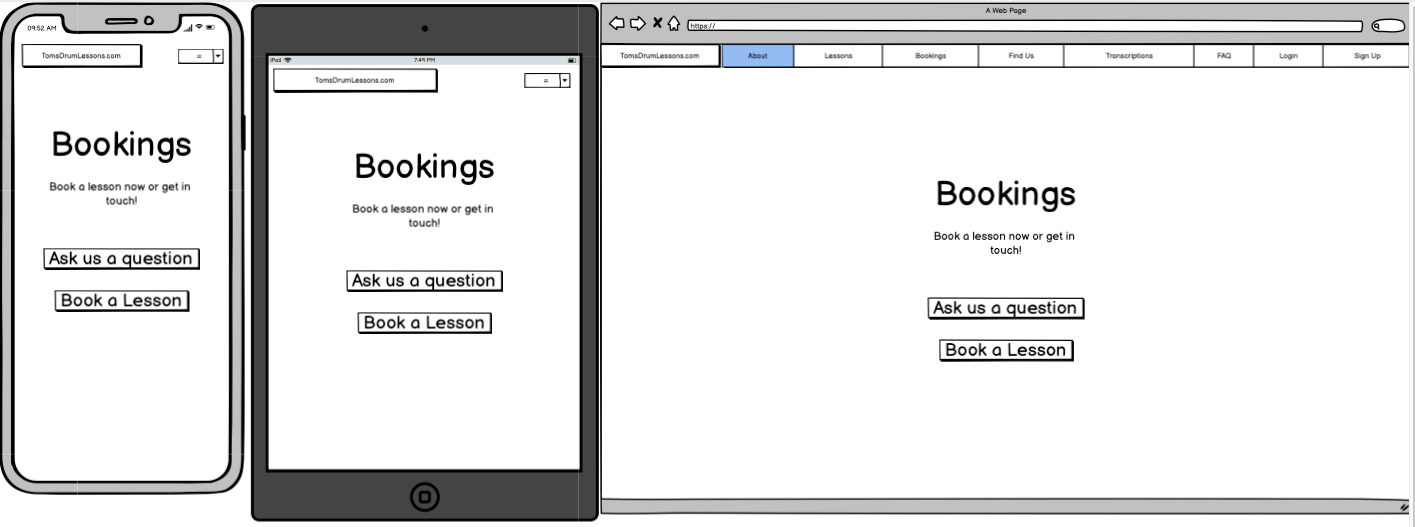 09:52 AM
TomsDrumLessons.com
=
Bookings
Book a lesson now or get in
touch!
Ask us a question
Book a Lesson
iPad
7:49 PM
TomsDrumLessons.com
=
Bookings
Book a lesson now or get in
touch!
Ask us a question
Book a Lesson
A Web Page
https://
TomsDrumLessons.com About Lessons Bookings Find Us Transcriptions FAQ Login Sign Up
Bookings
Book a lesson now or get in
touch!
Ask us a question
Book a Lesson